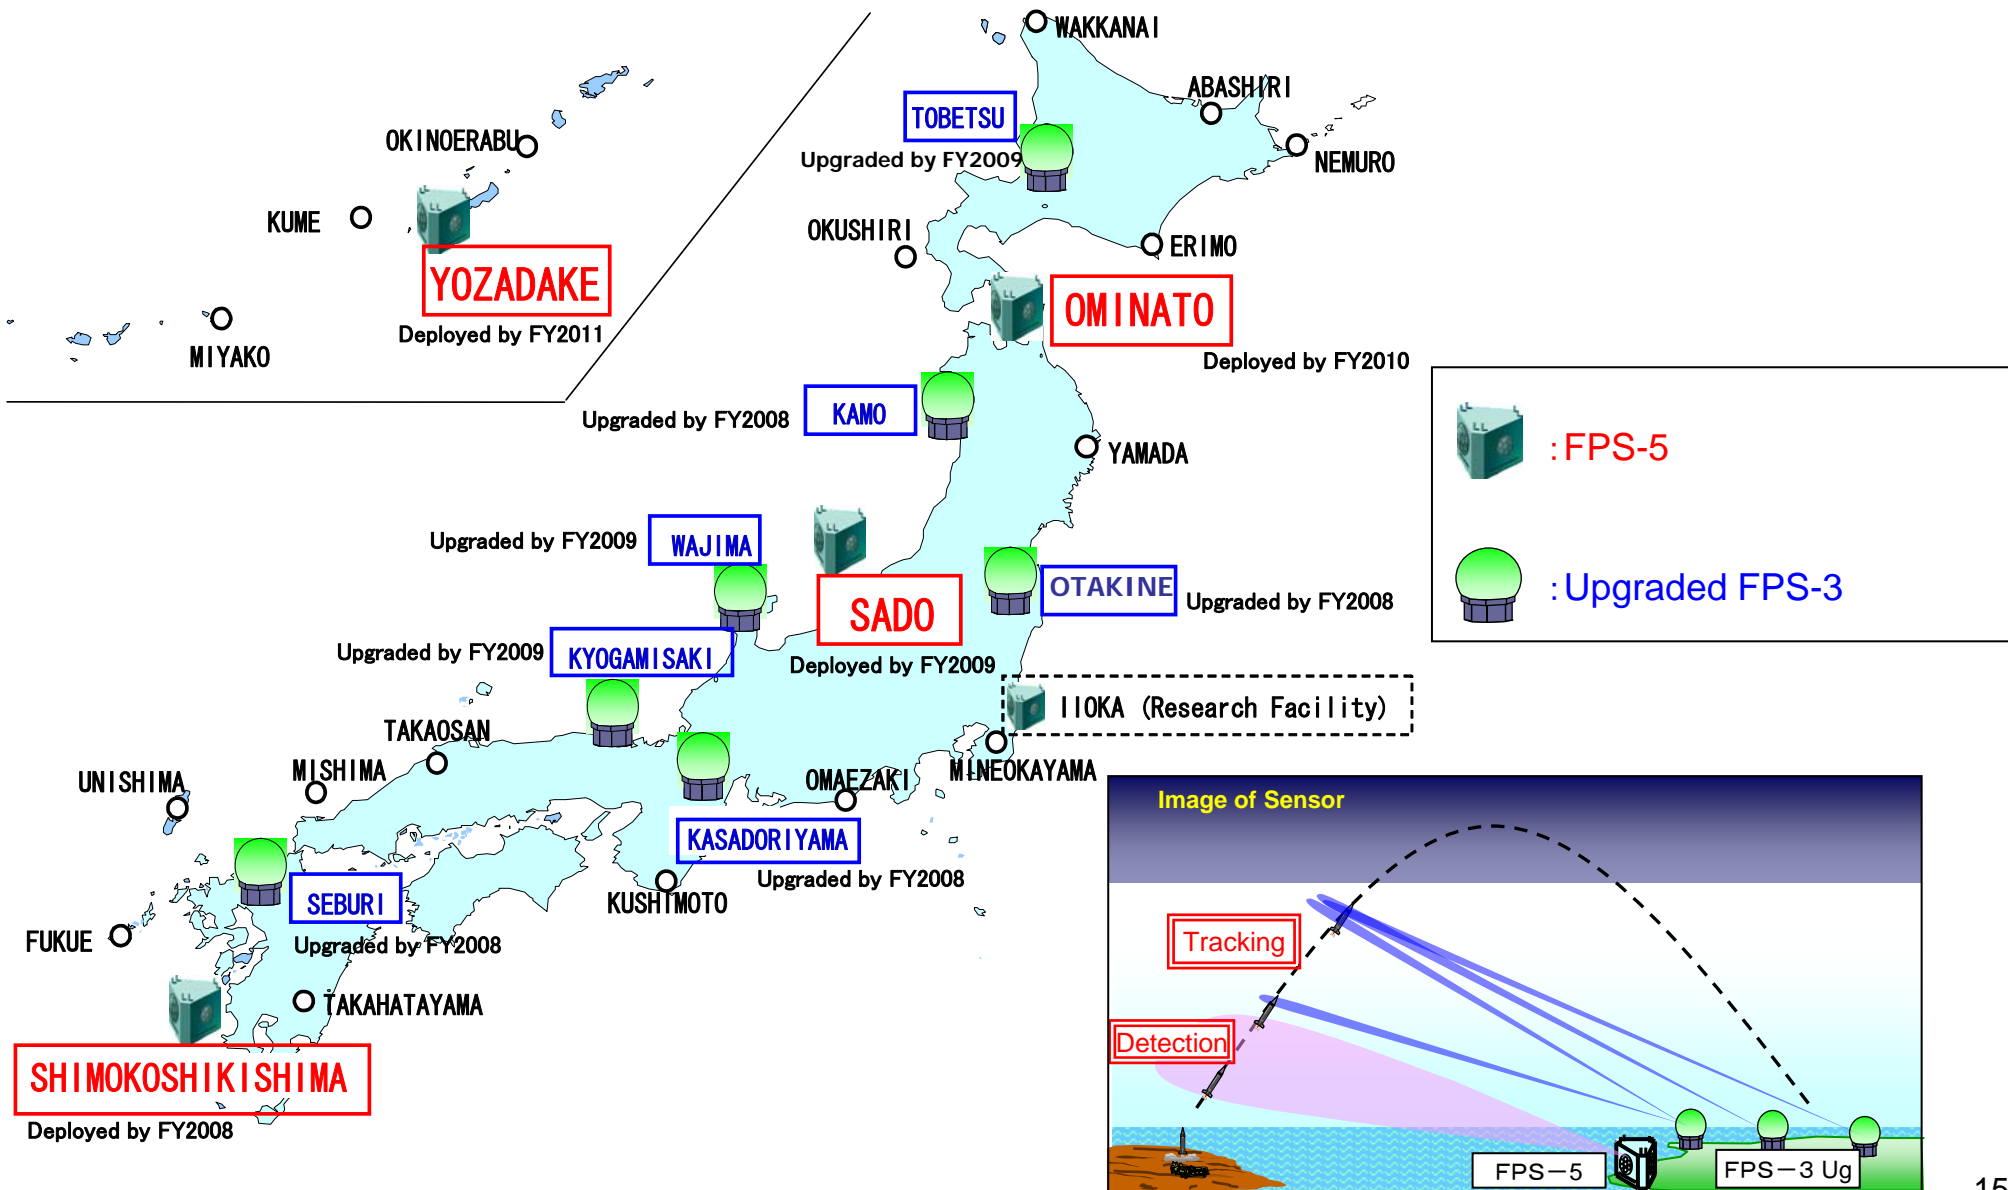 WAKKANAI
ABASHIRI
TOBETSU
OKINOERABU
Upgraded by FY2009
NEMURO
KUME
OKUSHIRI
ERIMO
YOZADAKE
OMINATO
Deployed by FY2011
MIYAKO
Deployed by FY2010
Upgraded by FY2008
KAMO
YAMADA
:FPS-5
Upgraded by FY2009
WAJIMA
:Upgraded FPS-3
OTAKINE
Upgraded by FY2008
SADO
Upgraded by FY2009
KYOGAMISAKI
Deployed by FY2009
IIOKA (Research Facility)
TAKAOSAN
MISHIMA
UNISHIMA
OMAEZAKI
MINEOKAYAMA
KASADORIYAMA
Upgraded by FY2008
KUSHIMOTO
SEBURI
Upgraded by FY2008
FUKUE
TAKAHATAYAMA
SHIMOKOSHIKISHIMA
Deployed by FY2008
Image of Sensor
Tracking
Detection
FPS-5
FPS-3 Ug
15